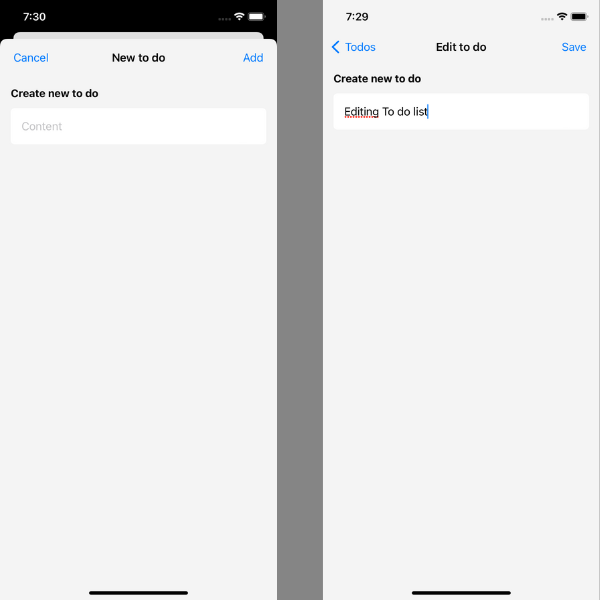 7:30
Cancel New to do Add
Create new to do
Content
7:29
Todos Edit to do Save
Create new to do
Editing To do list